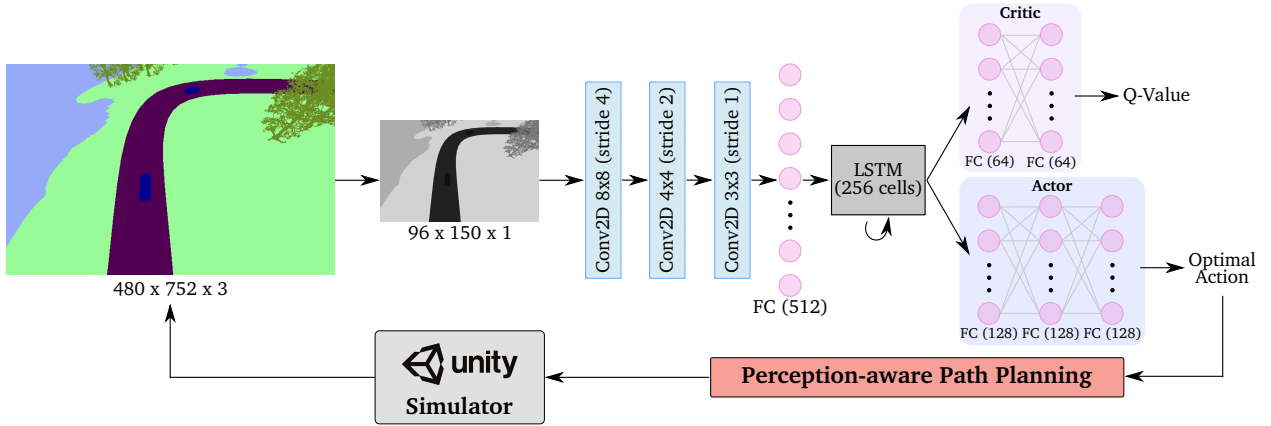 480 x 752 x 3
96 x 150 x 1
Conv2D 8x8 (stride 4)
Conv2D 4x4 (stride 2)
Conv2D 3x3 (stride 1)
FC (512)
LSTM
(256 cells)
Critic
FC (64) FC (64)
Q-Value
Actor
FC (128) FC (128) FC (128)
Optimal
Action
Perception-aware Path Planning
unity
Simulator